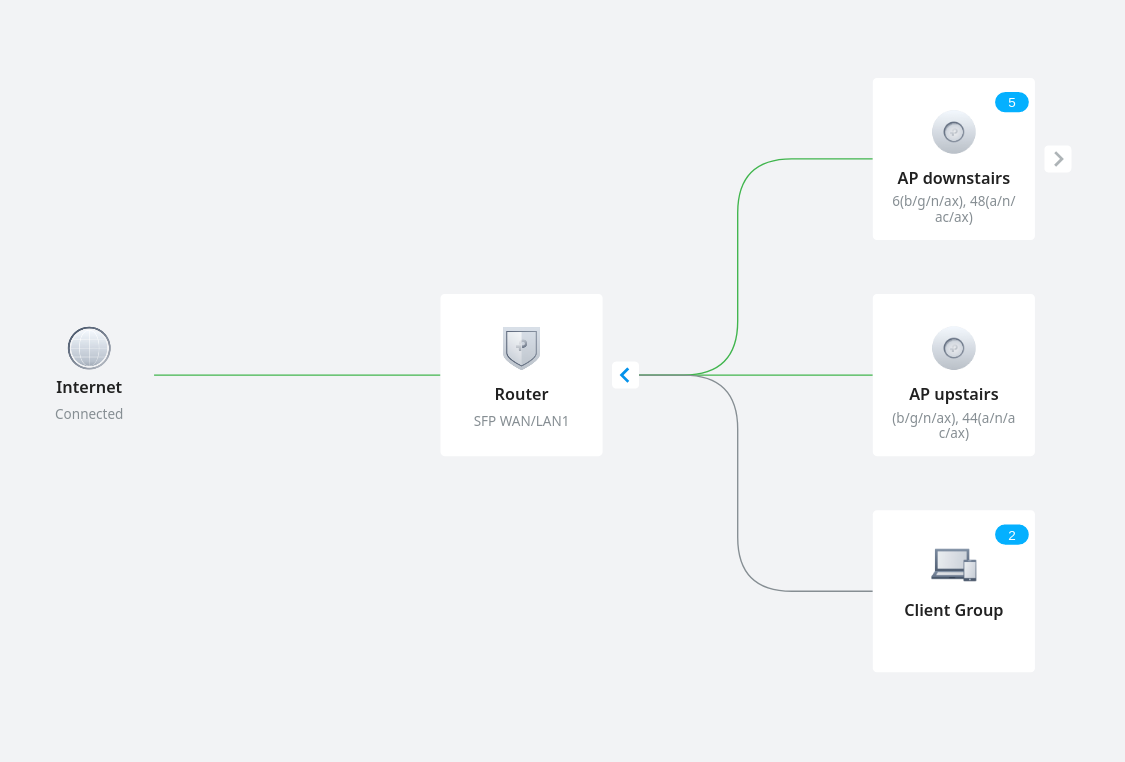 5
AP downstairs
6(b/g/n/ax), 48(a/n/
ac/ax)
Internet
Connected
Router
SFP WAN/LAN1
AP upstairs
(b/g/n/ax), 44(a/n/a
c/ax)
2
Client Group